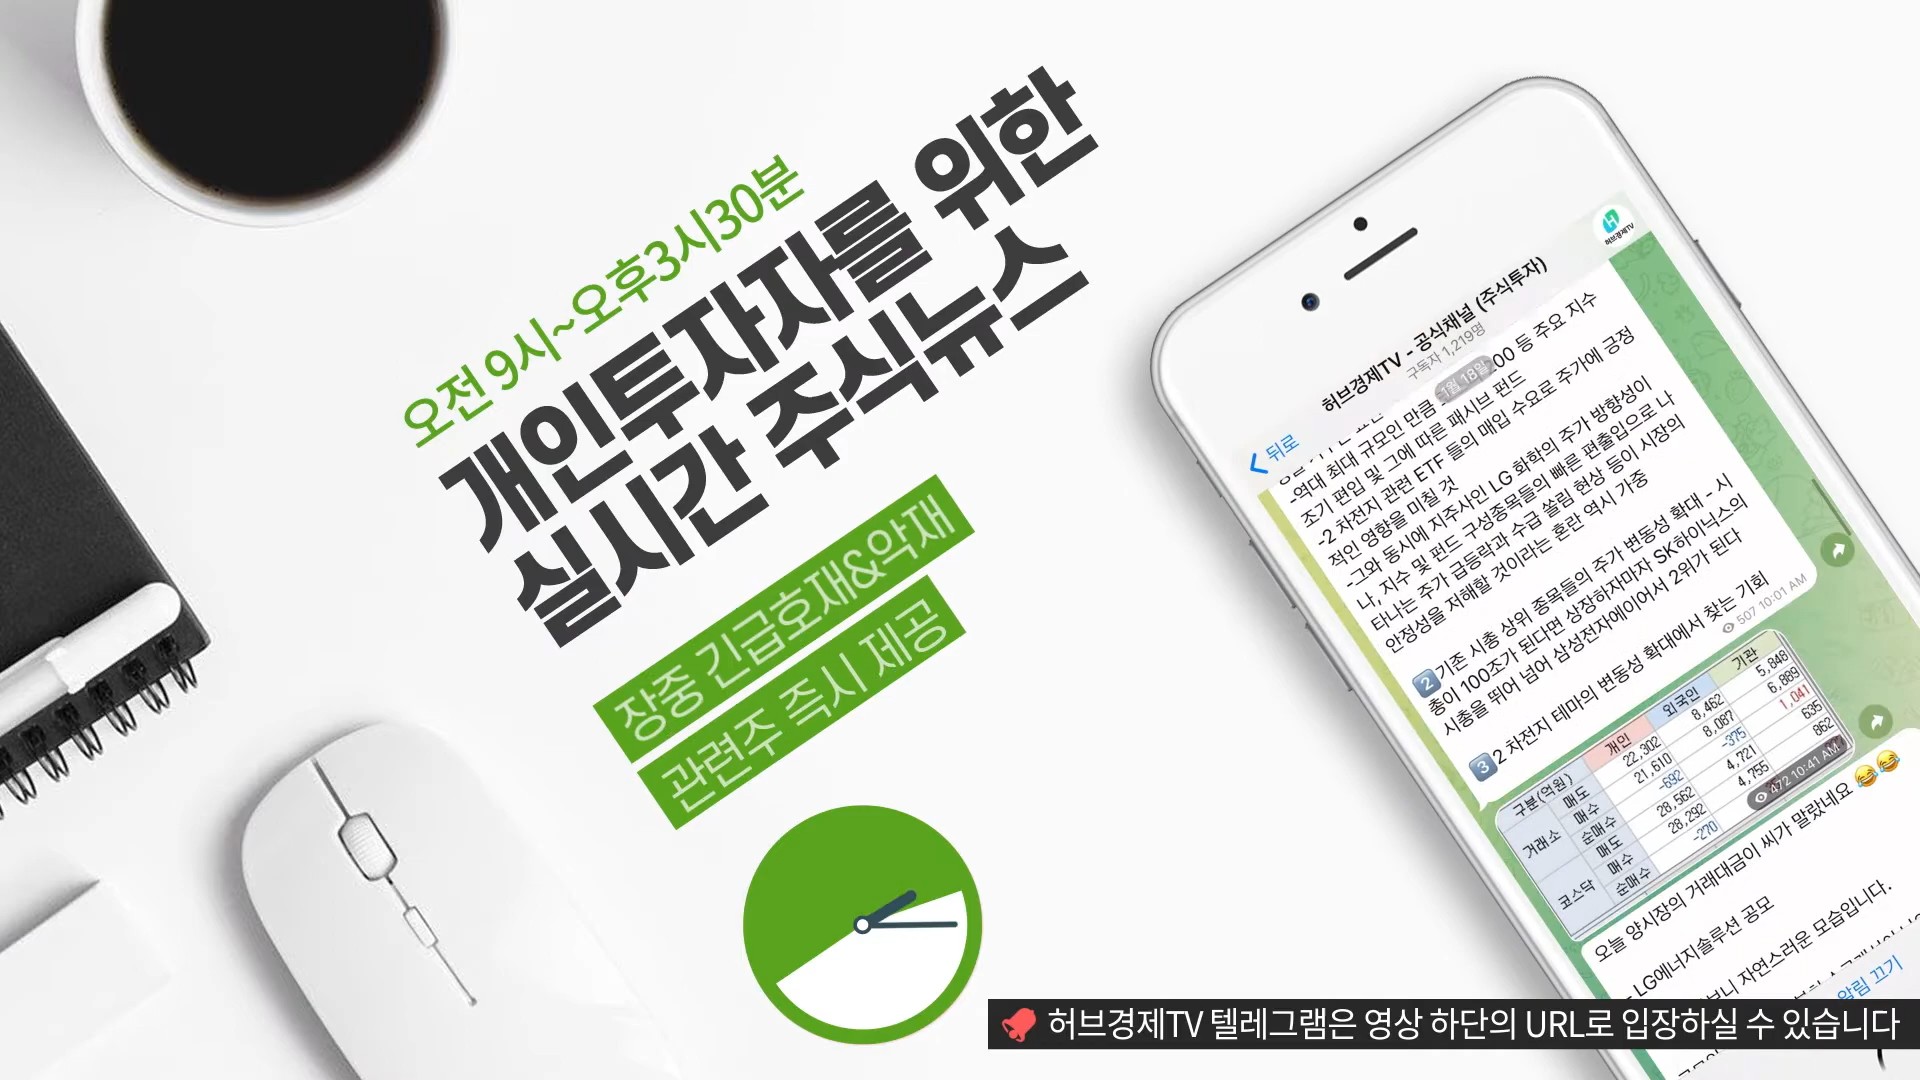 오전 9시~오후3시30분
개인투자자를 위한
실시간 주식뉴스
장중 긴급호재&악재
관련주 즉시 제공
허브경제TV
뒤로
허브경제TV - 공식채널 (주식투자)
구독자 1,219명
1월 18일
00 등 주요 지수
-역대 최대 규모인 만큼
조기 편입 및 그에 따른 패시브 펀드
-2 차전지 관련 ETF 들의 매입 수요로 주가에 긍정
적인 영향을 미칠 것
-그와 동시에 지주사인 LG 화학의 주가 방향성이
나, 지수 및 펀드 구성종목들의 빠른 편출입으로 나
타나는 주가 급등락과 수급 쏠림 현상 등이 시장의
안정성을 저해할 것이라는 혼란 역시 가중
2 기존 시총 상위 종목들의 주가 변동성 확대 - 시
총이 100조가 된다면 상장하자마자 SK하이닉스의
시총을 뛰어 넘어 삼성전자에이어서 2위가 된다
3 2 차전지 테마의 변동성 확대에서 찾는 기회
507 10:01 AM
구분(억원) 개인 외국인 기관
거래소 매도 22,302 8,462 5,848
매수 21,610 8,087 6,889
순매수 -692 -375 1,041
코스닥 매도 28,562 4,721 635
매수 28,292 4,755 862
순매수 -270
472 10:41 AM
오늘 양시장의 거래대금이 씨가 말랐네요 😂😂
- LG에너지솔루션 공모
보니 자연스러운 모습입니다.
알림 끄기
허브경제TV 텔레그램은 영상 하단의 URL로 입장하실 수 있습니다